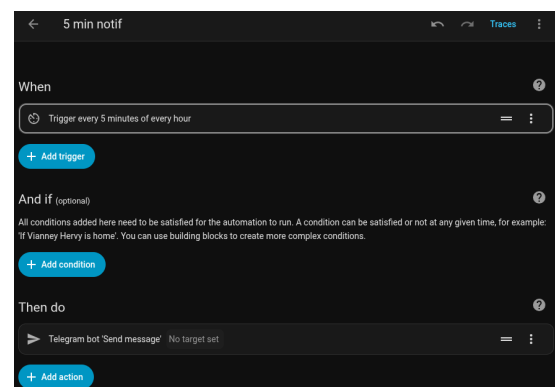 5 min notif
Traces
When
Trigger every 5 minutes of every hour
+ Add trigger
And if (optional)
All conditions added here need to be satisfied for the automation to run. A condition can be satisfied or not at any given time, for example:
'If Vianney Hervy is home'. You can use building blocks to create more complex conditions.
+ Add condition
Then do
Telegram bot 'Send message' No target set
+ Add action